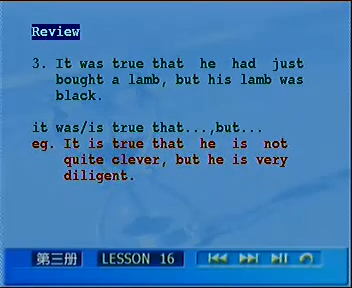 Review
3. It was true that he had just
bought a lamb, but his lamb was
black.
it was/is true that...,but...
eg. It is true that he is not
quite clever, but he is very
diligent.
第三册 LESSON 16